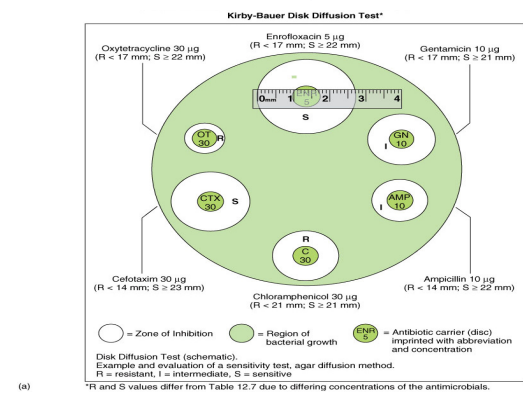 Kirby-Bauer Disk Diffusion Test*
Enrofloxacin 5 µg
(R < 17 mm; S ≥ 22 mm)
Oxytetracycline 30 µg
(R < 17 mm; S ≥ 22 mm)
Gentamicin 10 µg
(R < 17 mm; S ≥ 21 mm)
ENR
5
0mm 1 2 3 4
S
OT
30
R
GN
10
I
CTX
30
S
AMP
10
I
R
C
30
Cefotaxim 30 µg
(R < 14 mm; S ≥ 23 mm)
Ampicillin 10 µg
(R < 14 mm; S ≥ 22 mm)
Chloramphenicol 30 µg
(R < 21 mm; S ≥ 21 mm)
= Zone of Inhibition
= Region of
bacterial growth
ENR
5
= Antibiotic carrier (disc)
imprinted with abbreviation
and concentration
Disk Diffusion Test (schematic).
Example and evaluation of a sensitivity test, agar diffusion method.
R = resistant, I = intermediate, S = sensitive
(a)
*R and S values differ from Table 12.7 due to differing concentrations of the antimicrobials.